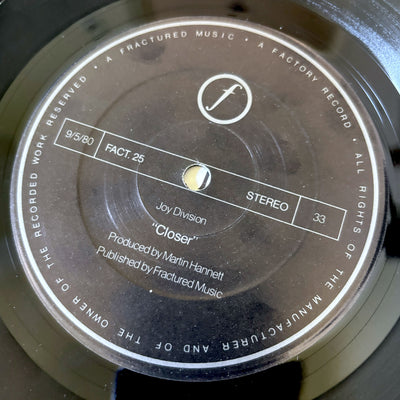 • A FRACTURED MUSIC • A FACTORY RECORD • ALL RIGHTS OF THE MANUFACTURER AND OF THE OWNER OF THE RECORDED WORK RESERVED
f
9/5/80 FACT. 25 STEREO 33
Joy Division
"Closer"
Produced by Martin Hannett
Published by Fractured Music